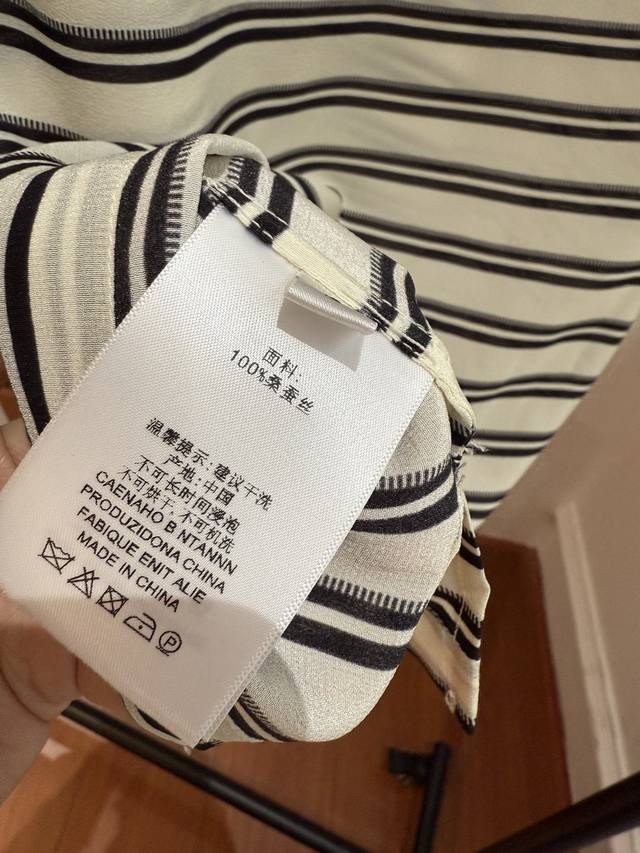 面料:
100%桑蚕丝
温馨提示:建议干洗
产地:中国
不可长时间浸泡
不可烘干,不可机洗
CAENAHO B NTANNN
PRODUZIDONA CHINA
FABIQUE ENIT ALIE
MADE IN CHINA
P